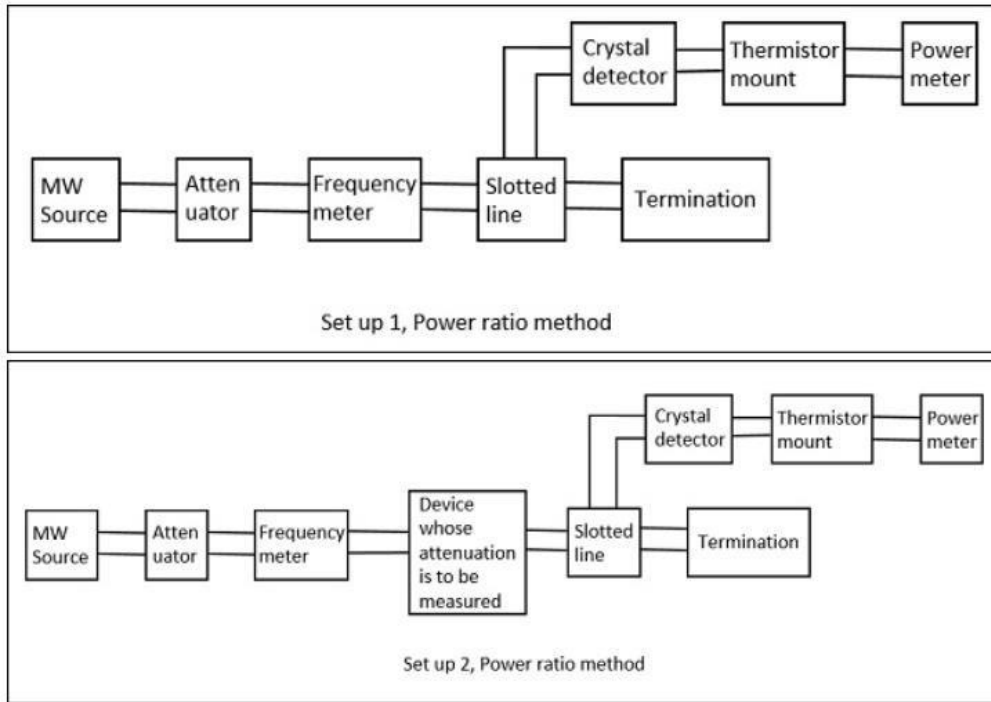 Crystal
detector
Thermistor
mount
Power
meter
MW
Source
Atten
uator
Frequency
meter
Slotted
line
Termination
Set up 1, Power ratio method
Crystal
detector
Thermistor
mount
Power
meter
MW
Source
Atten
uator
Frequency
meter
Device
whose
attenuation
is to be
measured
Slotted
line
Termination
Set up 2, Power ratio method